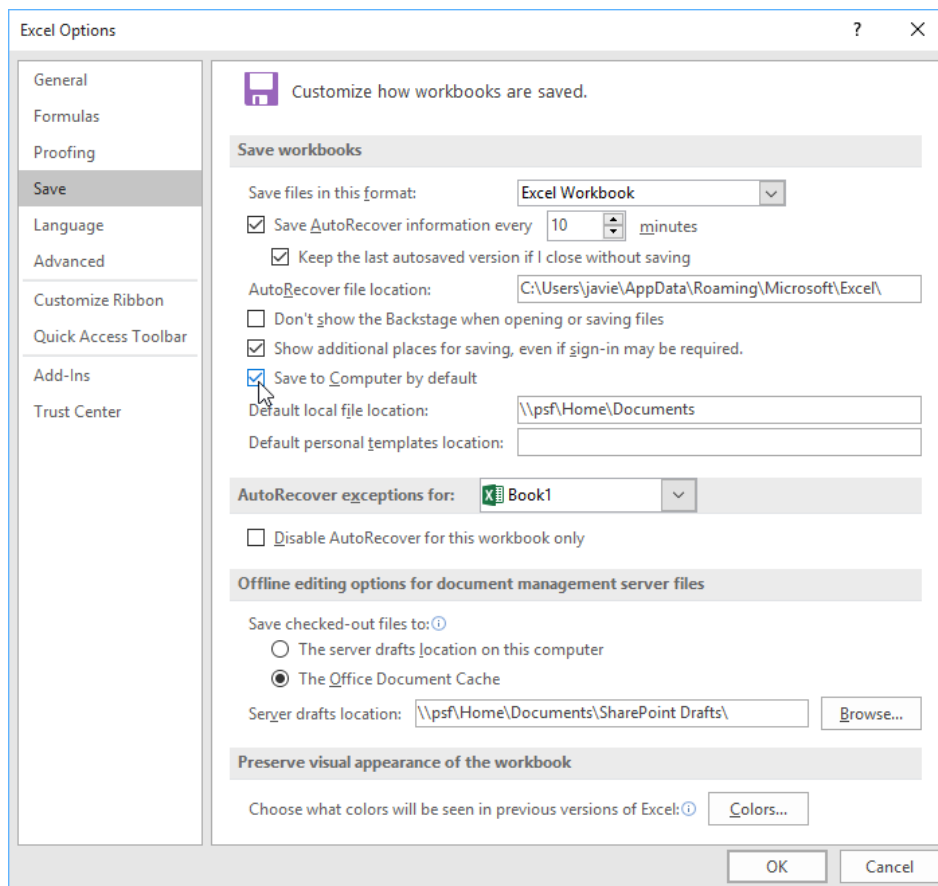 Excel Options
?
General
Formulas
Proofing
Save
Language
Advanced
Customize Ribbon
Quick Access Toolbar
Add-Ins
Trust Center
Customize how workbooks are saved.
Save workbooks
Save files in this format: Excel Workbook
Save AutoRecover information every 10 minutes
Keep the last autosaved version if I close without saving
AutoRecover file location: C:\Users\javie\AppData\Roaming\Microsoft\Excel\
Don't show the Backstage when opening or saving files
Show additional places for saving, even if sign-in may be required.
Save to Computer by default
Default local file location: \\psf\Home\Documents
Default personal templates location:
AutoRecover exceptions for: Book1
Disable AutoRecover for this workbook only
Offline editing options for document management server files
Save checked-out files to:
The server drafts location on this computer
The Office Document Cache
Server drafts location: \\psf\Home\Documents\SharePoint Drafts\ Browse...
Preserve visual appearance of the workbook
Choose what colors will be seen in previous versions of Excel: Colors...
OK Cancel